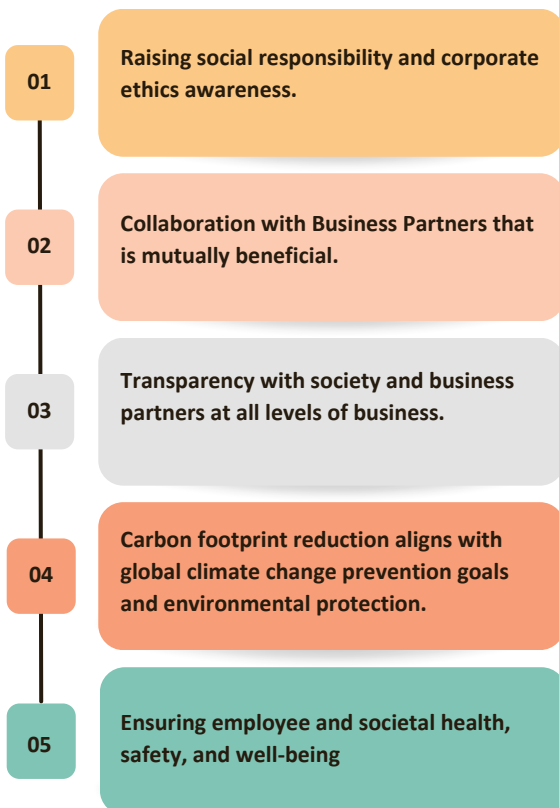 01
Raising social responsibility and corporate
ethics awareness.
02
Collaboration with Business Partners that
is mutually beneficial.
03
Transparency with society and business
partners at all levels of business.
04
Carbon footprint reduction aligns with
global climate change prevention goals
and environmental protection.
05
Ensuring employee and societal health,
safety, and well-being